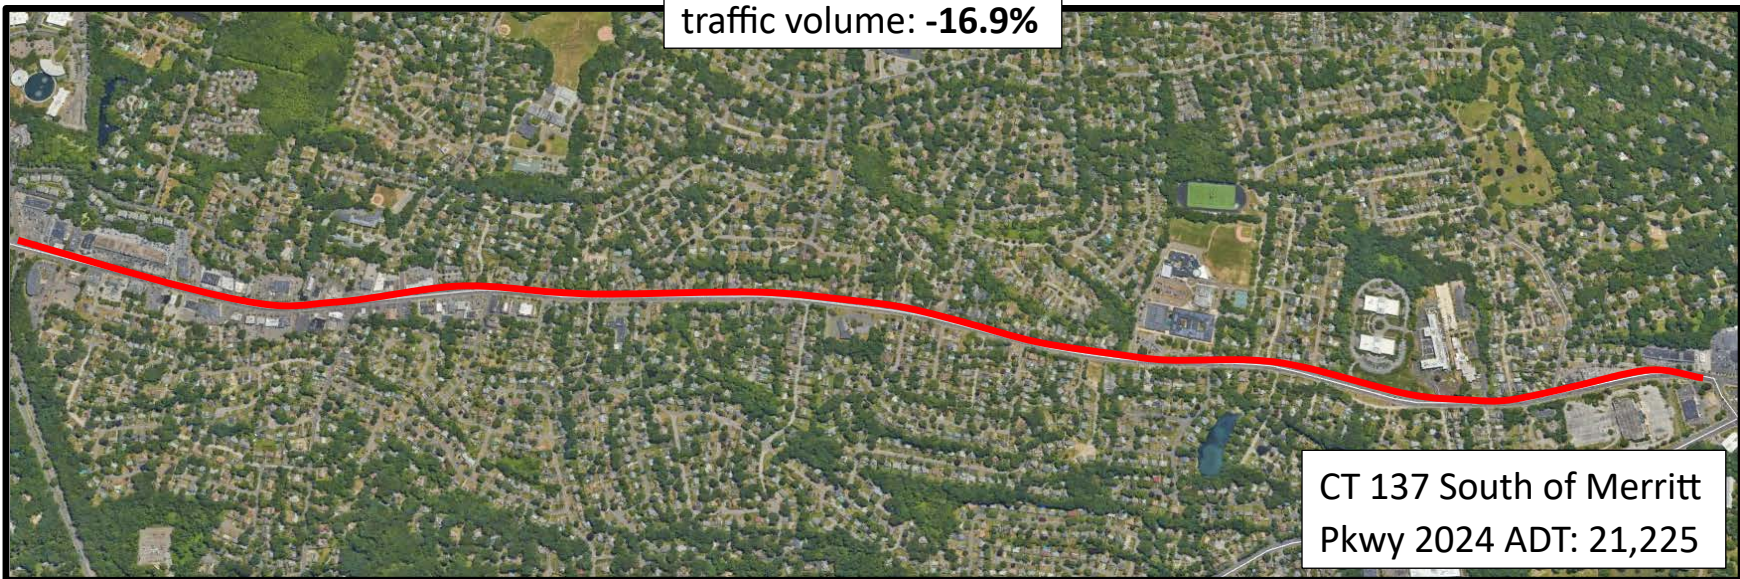 traffic volume: -16.9%
CT 137 South of Merritt
Pkwy 2024 ADT: 21,225